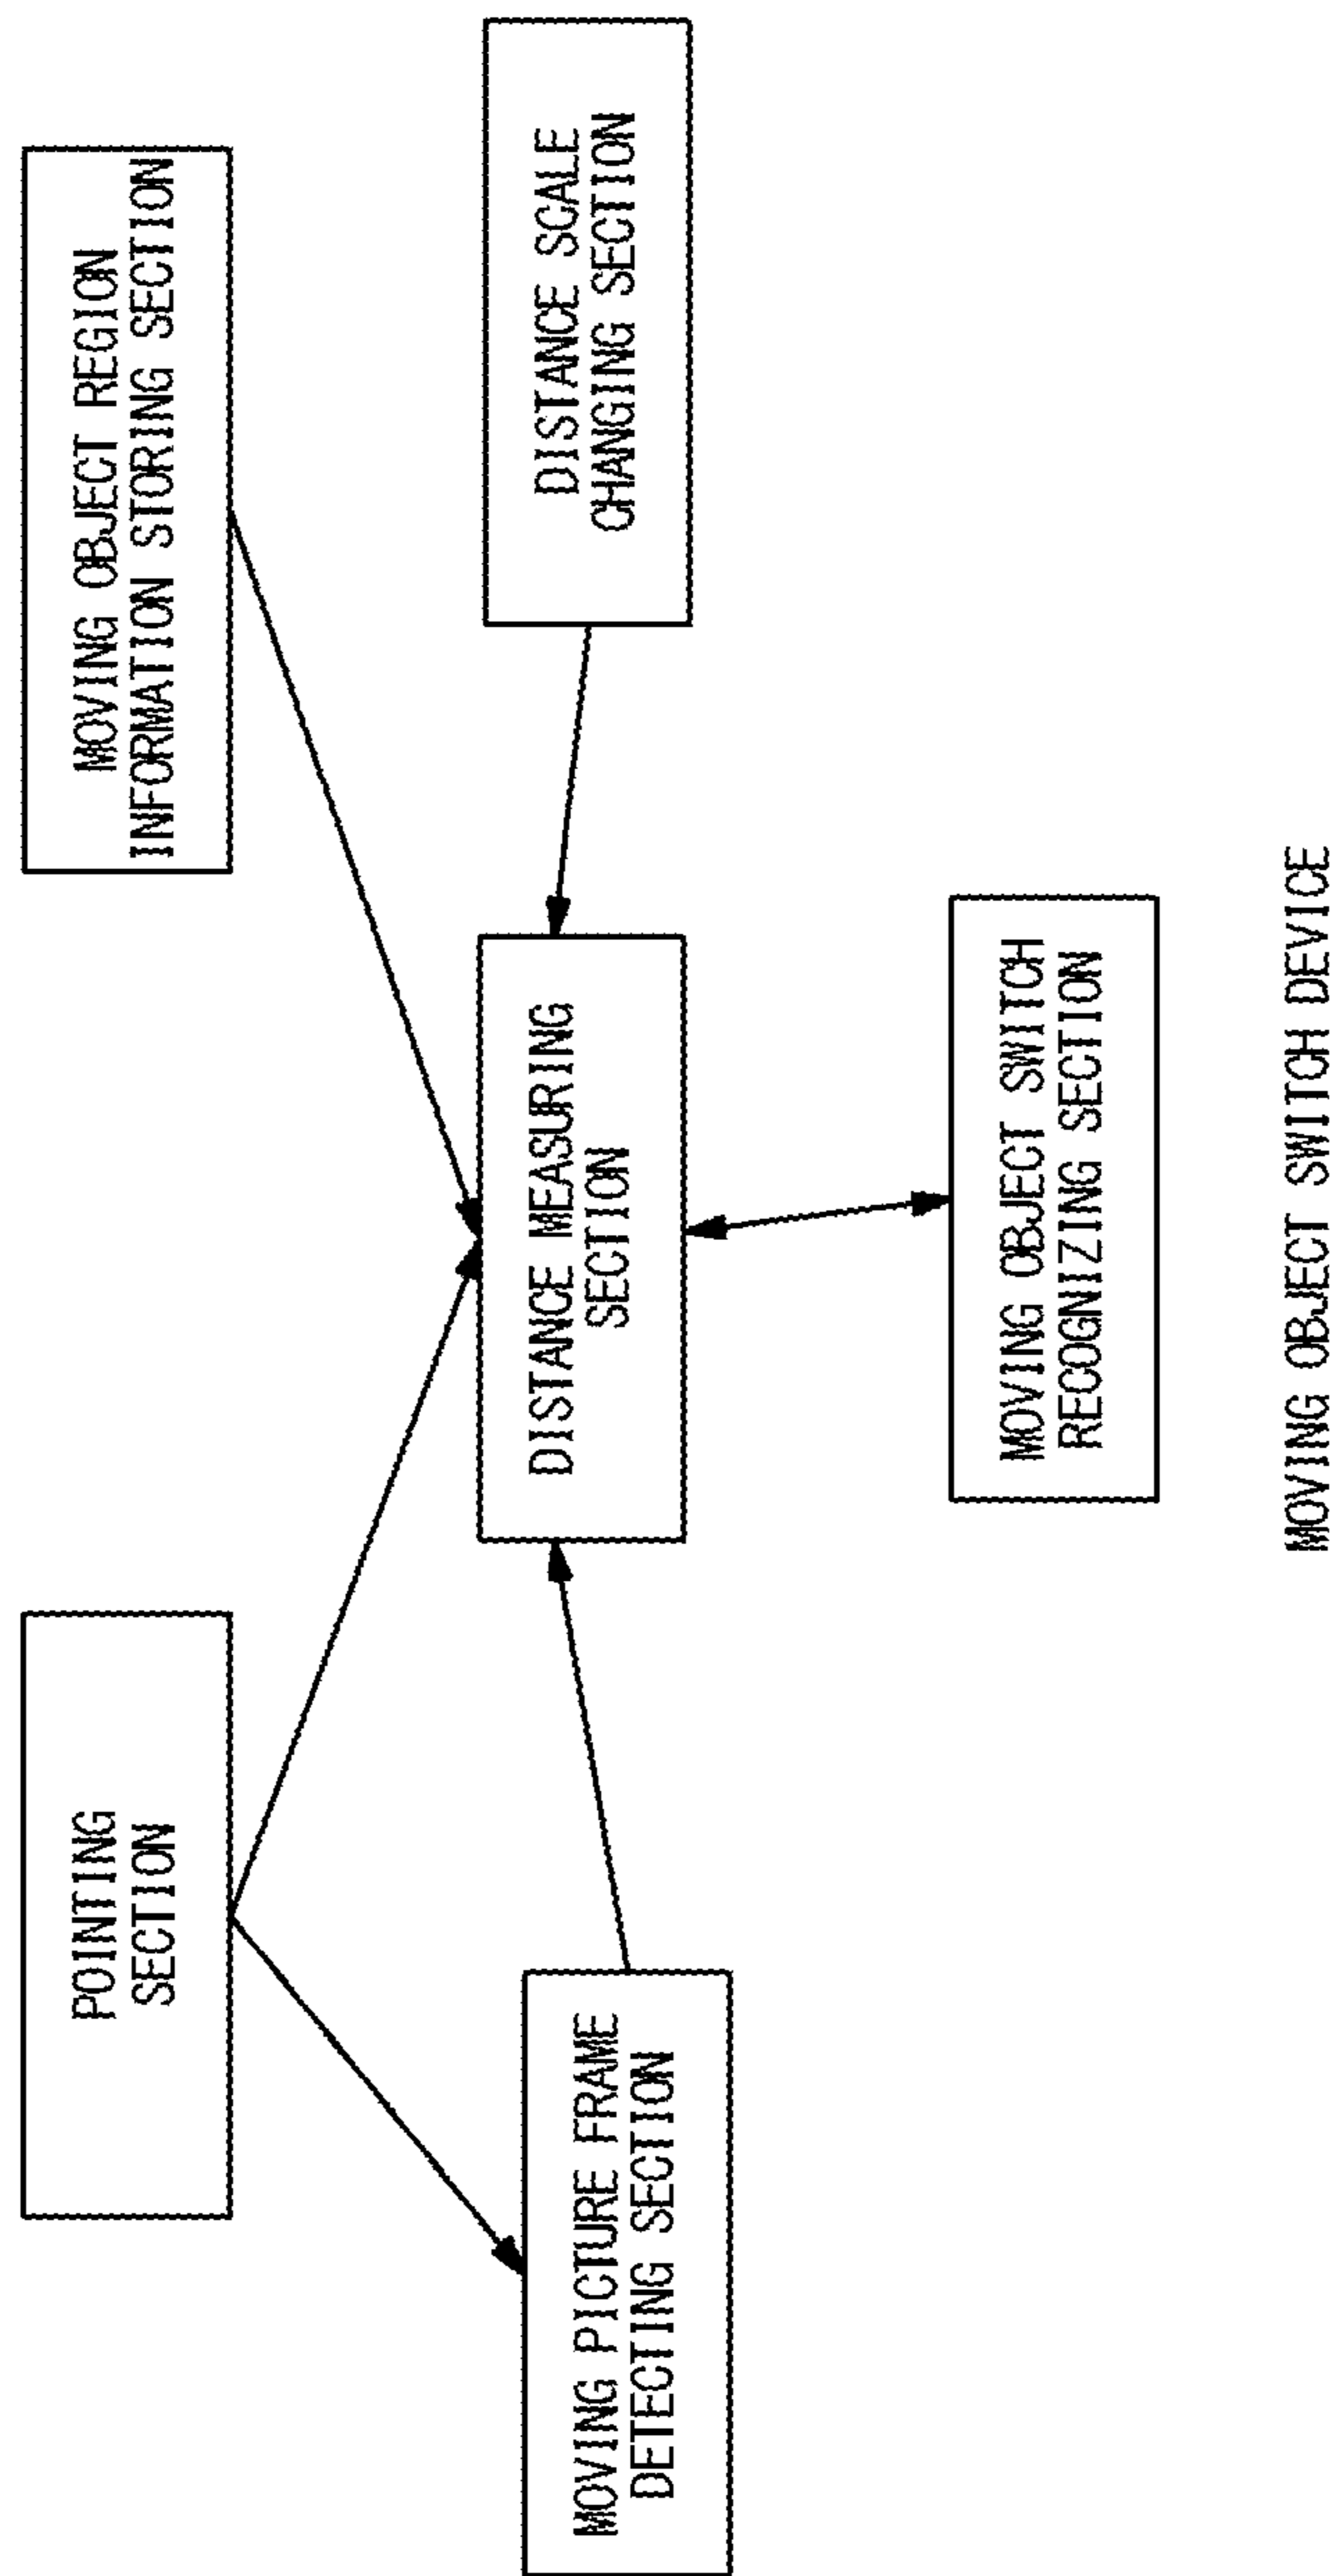 POINTING
SECTION
MOVING OBJECT REGION
INFORMATION STORING SECTION
MOVING PICTURE FRAME
DETECTING SECTION
DISTANCE MEASURING
SECTION
DISTANCE SCALE
CHANGING SECTION
MOVING OBJECT SWITCH
RECOGNIZING SECTION
MOVING OBJECT SWITCH DEVICE